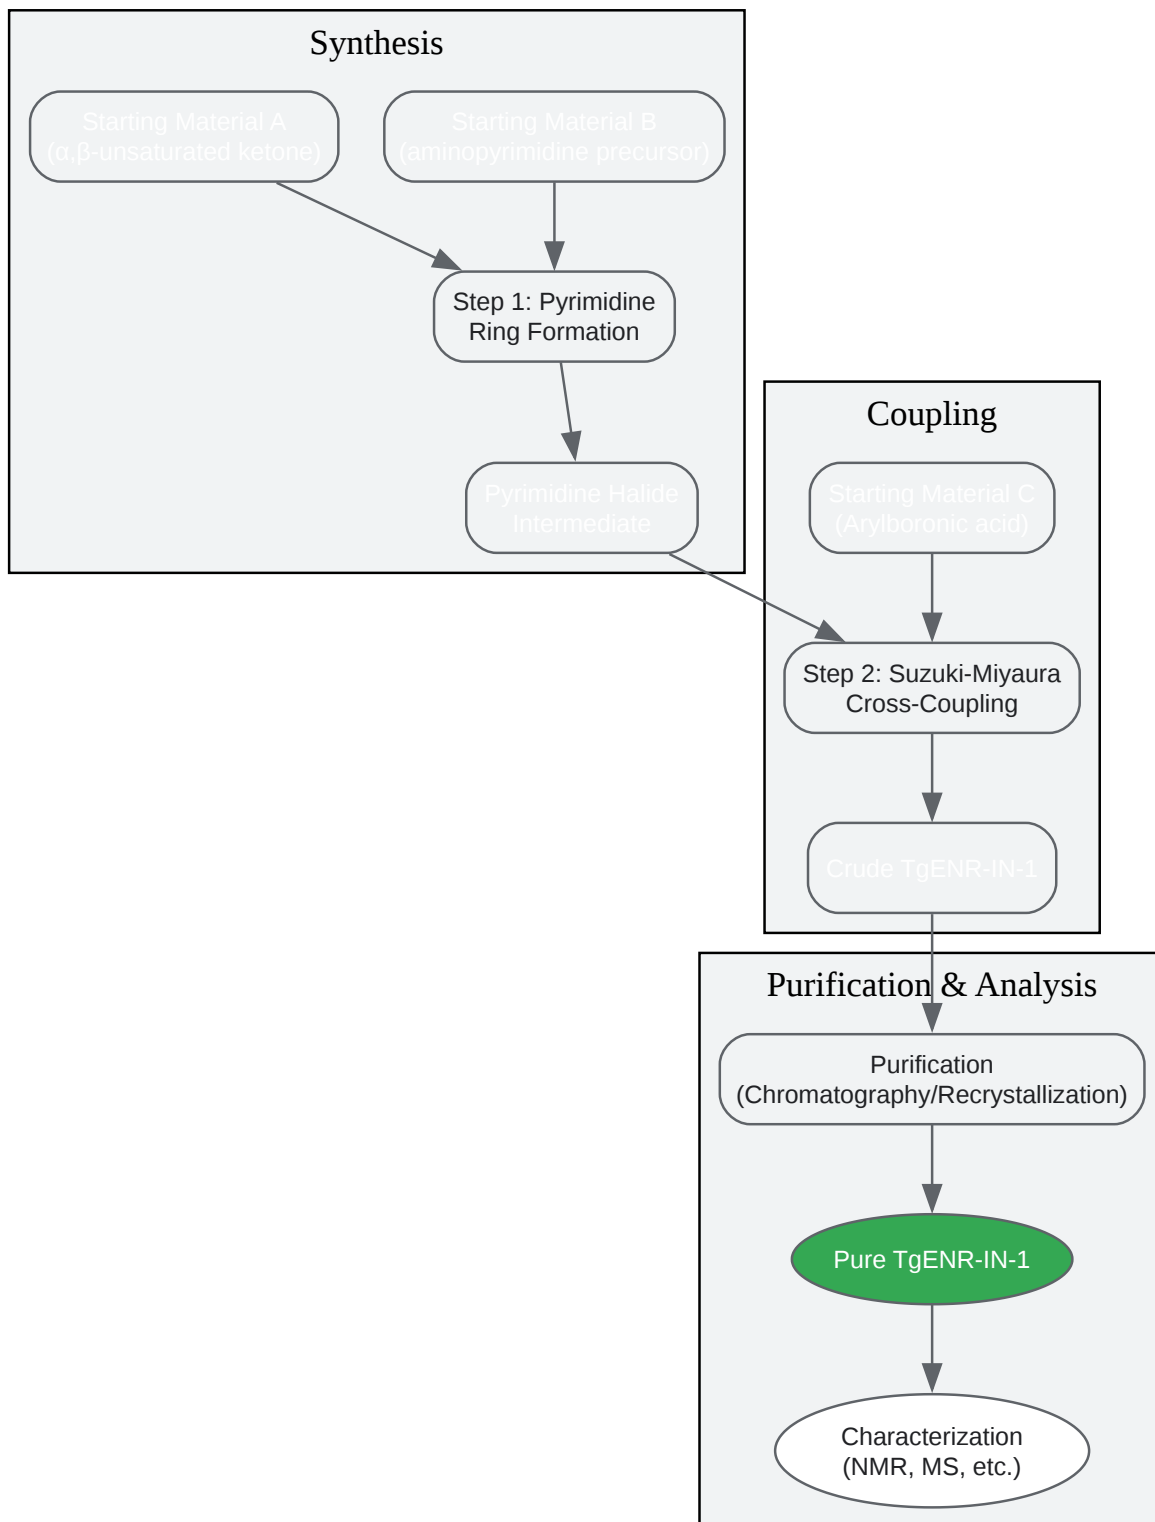 Synthesis
Starting Material A
(α,β-unsaturated ketone)
Starting Material B
(aminopyrimidine precursor)
Step 1: Pyrimidine
Ring Formation
Pyrimidine Halide
Intermediate
Coupling
Starting Material C
(Arylboronic acid)
Step 2: Suzuki-Miyaura
Cross-Coupling
Crude TgENR-IN-1
Purification & Analysis
Purification
(Chromatography/Recrystallization)
Pure TgENR-IN-1
Characterization
(NMR, MS, etc.)